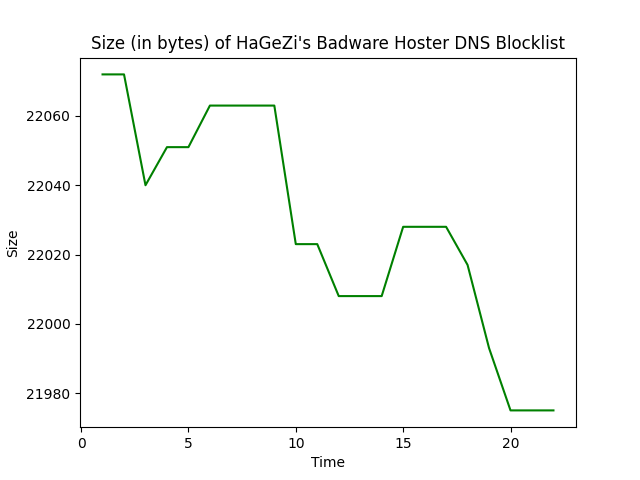 Size (in bytes) of HaGeZi's Badware Hoster DNS Blocklist
22060
22040
22020
22000
21980
Size
0 5 10 15 20
Time